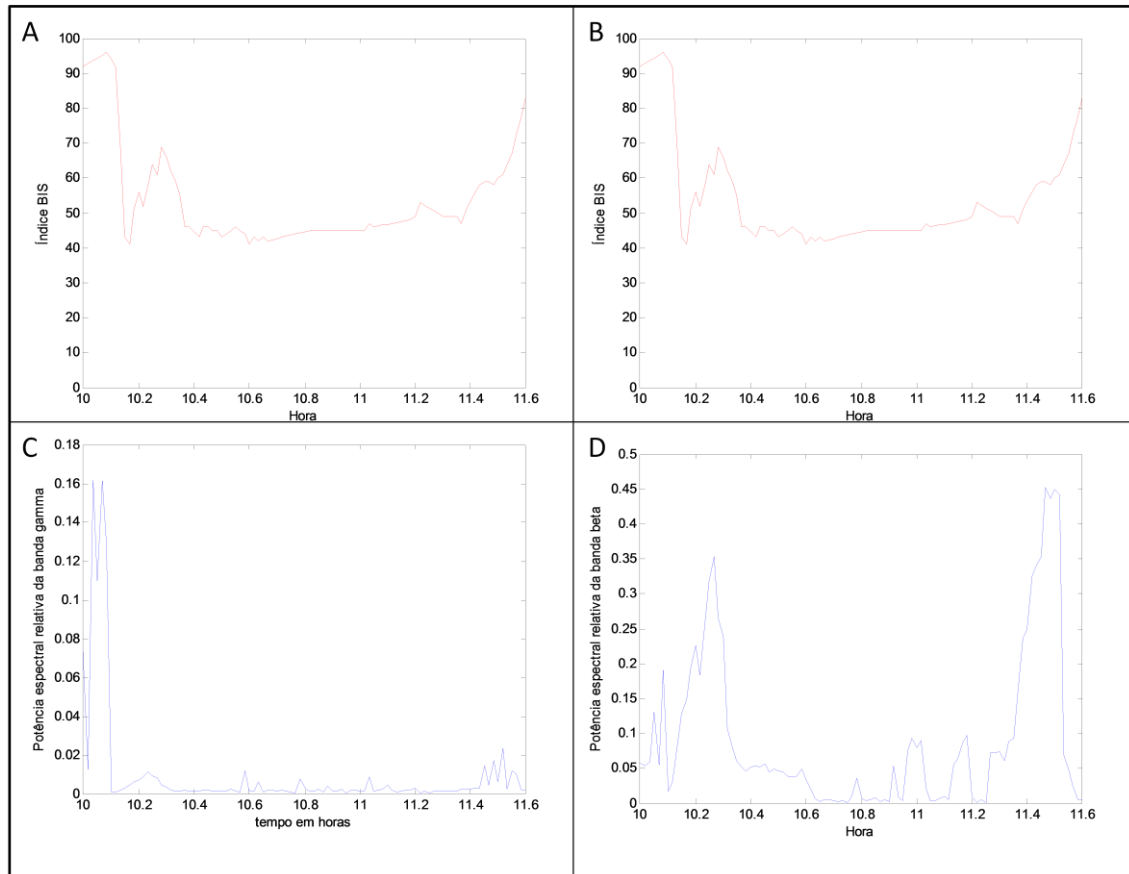 A
100
90
80
70
60
50
40
30
20
10
0
Índice BIS
10 10.2 10.4 10.6 10.8 11 11.2 11.4 11.6
Hora
B
100
90
80
70
60
50
40
30
20
10
0
Índice BIS
10 10.2 10.4 10.6 10.8 11 11.2 11.4 11.6
Hora
C
0.18
0.16
0.14
0.12
0.1
0.08
0.06
0.04
0.02
0
Potência espectral relativa da banda gamma
10 10.2 10.4 10.6 10.8 11 11.2 11.4 11.6
tempo em horas
D
0.5
0.45
0.4
0.35
0.3
0.25
0.2
0.15
0.1
0.05
0
Potência espectral relativa da banda beta
10 10.2 10.4 10.6 10.8 11 11.2 11.4 11.6
Hora